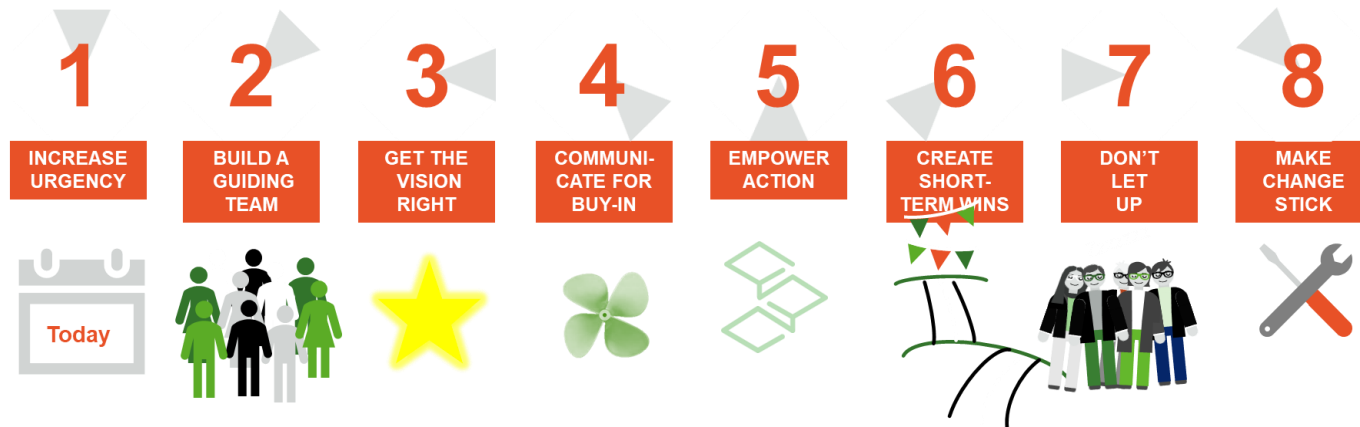 1
INCREASE
URGENCY
Today
2
BUILD A
GUIDING
TEAM
3
GET THE
VISION
RIGHT
4
COMMUNI-
CATE FOR
BUY-IN
5
EMPOWER
ACTION
6
CREATE
SHORT-
TERM WINS
7
DON’T
LET
UP
8
MAKE
CHANGE
STICK